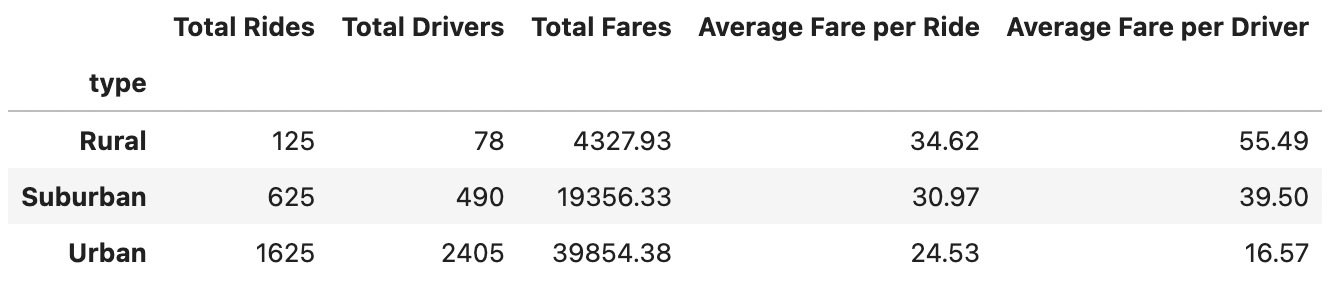 Total Rides Total Drivers Total Fares Average Fare per Ride Average Fare per Driver
type
Rural 125 78 4327.93 34.62 55.49
Suburban 625 490 19356.33 30.97 39.50
Urban 1625 2405 39854.38 24.53 16.57